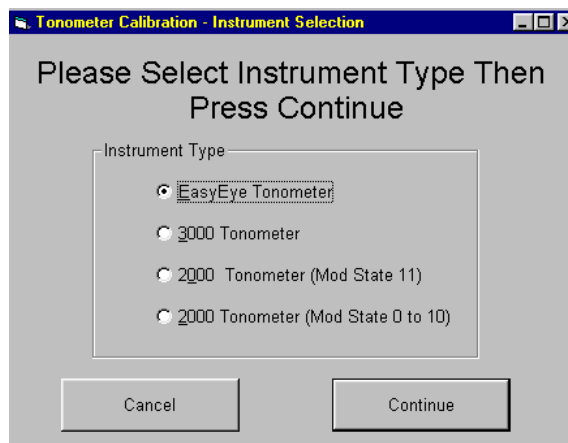 Tonometer Calibration - Instrument Selection
Please Select Instrument Type Then
Press Continue
Instrument Type
EasyEye Tonometer
3000 Tonometer
2000 Tonometer (Mod State 11)
2000 Tonometer (Mod State 0 to 10)
Cancel
Continue